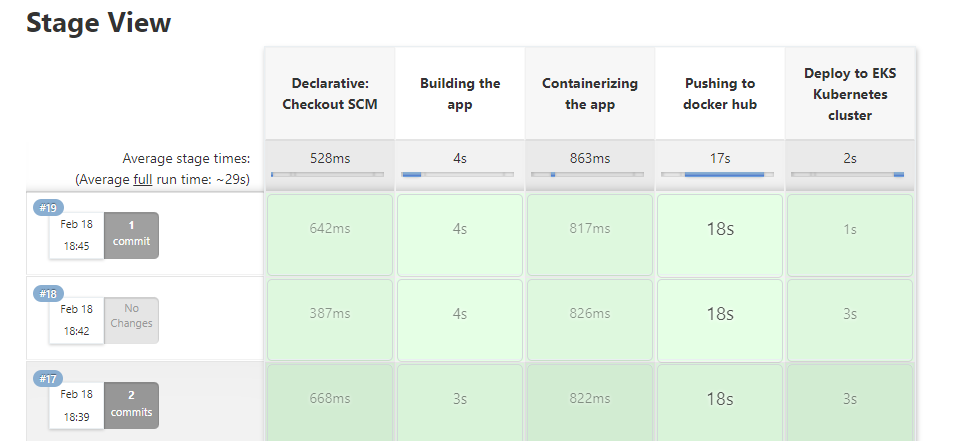 Stage View
Declarative:
Checkout SCM
Building the
app
Containerizing
the app
Pushing to
docker hub
Deploy to EKS
Kubernetes
cluster
Average stage times:
(Average full run time: ~29s)
528ms
4s
863ms
17s
2s
#19
Feb 18
18:45
1
commit
642ms
4s
817ms
18s
1s
#18
Feb 18
18:42
No
Changes
387ms
4s
826ms
18s
3s
#17
Feb 18
18:39
2
commits
668ms
3s
822ms
18s
3s